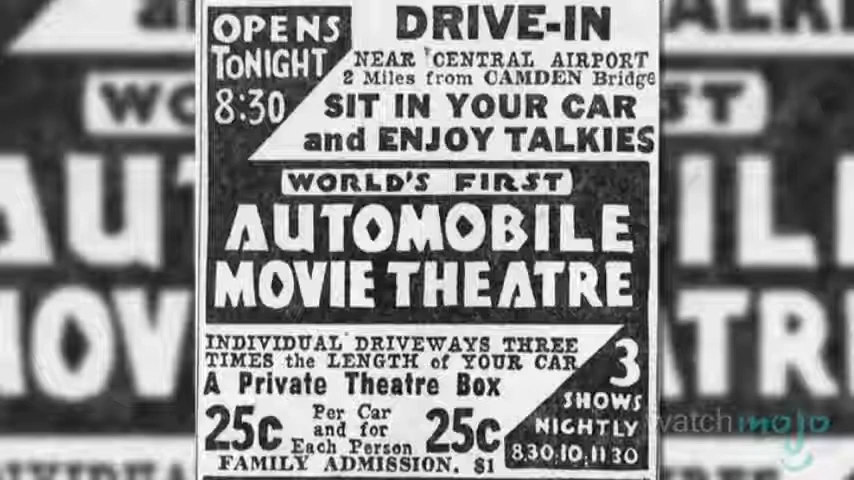 OPENS
TONIGHT
8:30
DRIVE-IN
NEAR CENTRAL AIRPORT
2 Miles from CAMDEN Bridge
SIT IN YOUR CAR
and ENJOY TALKIES
WORLD'S FIRST
AUTOMOBILE
MOVIE THEATRE
INDIVIDUAL DRIVEWAYS THREE
TIMES the LENGTH of YOUR CAR
A Private Theatre Box
25c Per Car and for Each Person 25c
FAMILY ADMISSION, $1
3
SHOWS
NIGHTLY
8.30,10,11 30
watchmojo